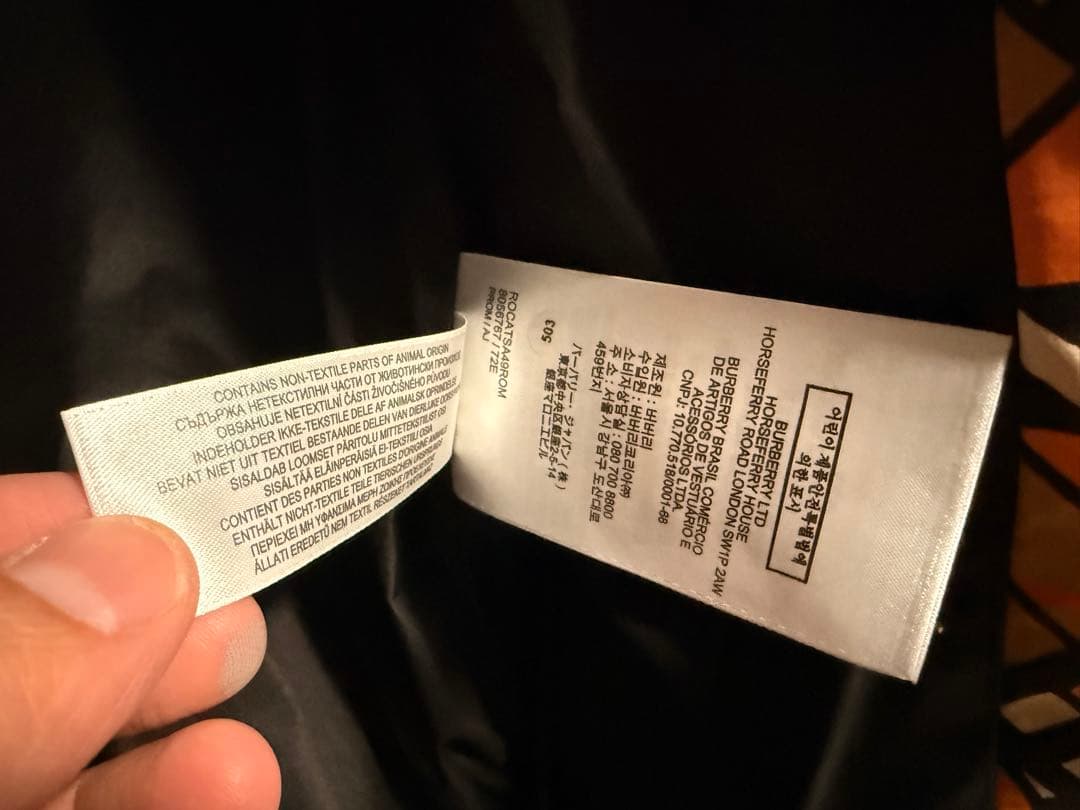 CONTAINS NON-TEXTILE PARTS OF ANIMAL ORIGIN
СЪДЪРЖА НЕТЕКСТИЛНИ ЧАСТИ ОТ ЖИВОТИНСКИ ПРОИЗХОД
OBSAHUJE NETEXTILNÍ ČÁSTI ŽIVOČIŠNÉHO PŮVODU
INDEHOLDER IKKE-TEKSTILE DELE AF ANIMALSK OPRINDELSE
BEVAT NIET UIT TEXTIEL BESTAANDE DELEN VAN DIERLIJKE OORSPRONG
SISALDAB LOOMSET PÄRITOLU MITTETEKSTIILIST OSI
SISÄLTÄÄ ELÄINPERÄISIÄ EI-TEKSTIILI OSIA
CONTIENT DES PARTIES NON TEXTILES D'ORIGINE ANIMALE
ENTHÄLT NICHT-TEXTILE TEILE TIERISCHEN URSPRUNGS
ΠΕΡΙΕΧΕΙ ΜΗ ΥΦΑΝΣΙΜΑ ΜΕΡΗ ΖΩΙΚΗΣ ΠΡΟΕΛΕΥΣΗΣ
ÁLLATI EREDETŰ NEM TEXTIL RÉSZEKET TARTALMAZ
어린이제품안전특별법에
의한 표시
BURBERRY LTD
HORSEFERRY HOUSE
HORSEFERRY ROAD LONDON SW1P 2AW
BURBERRY BRASIL COMÉRCIO
DE ARTIGOS DE VESTUÁRIO E
ACESSÓRIOS LTDA.
CNPJ: 10.776.518/0001-68
제조원 : 버버리
수입원 : 버버리코리아㈜
소비자상담실 : 080 700 8800
주소 : 서울시 강남구 도산대로
459번지
バーバリー・ジャパン(株)
東京都中央区銀座2-5-14
銀座マロニエビル
503
ROCATSA49ROM
8056767 / 72E
PROM / AJ